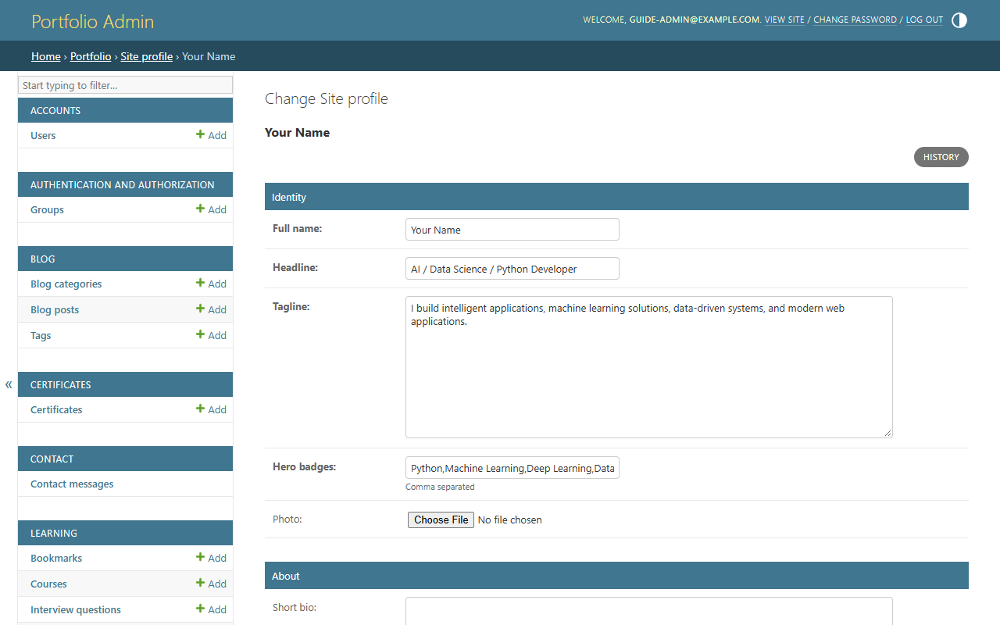 Portfolio Admin
WELCOME, GUIDE-ADMIN@EXAMPLE.COM. VIEW SITE / CHANGE PASSWORD / LOG OUT
Home › Portfolio › Site profile › Your Name
Start typing to filter...
ACCOUNTS
Users Add
AUTHENTICATION AND AUTHORIZATION
Groups Add
BLOG
Blog categories Add
Blog posts Add
Tags Add
«
CERTIFICATES
Certificates Add
CONTACT
Contact messages
LEARNING
Bookmarks Add
Courses Add
Interview questions Add
Change Site profile
Your Name
HISTORY
Identity
Full name: Your Name
Headline: AI / Data Science / Python Developer
Tagline: I build intelligent applications, machine learning solutions, data-driven systems, and modern web
applications.
Hero badges: Python,Machine Learning,Deep Learning,Data
Comma separated
Photo: Choose File No file chosen
About
Short bio: